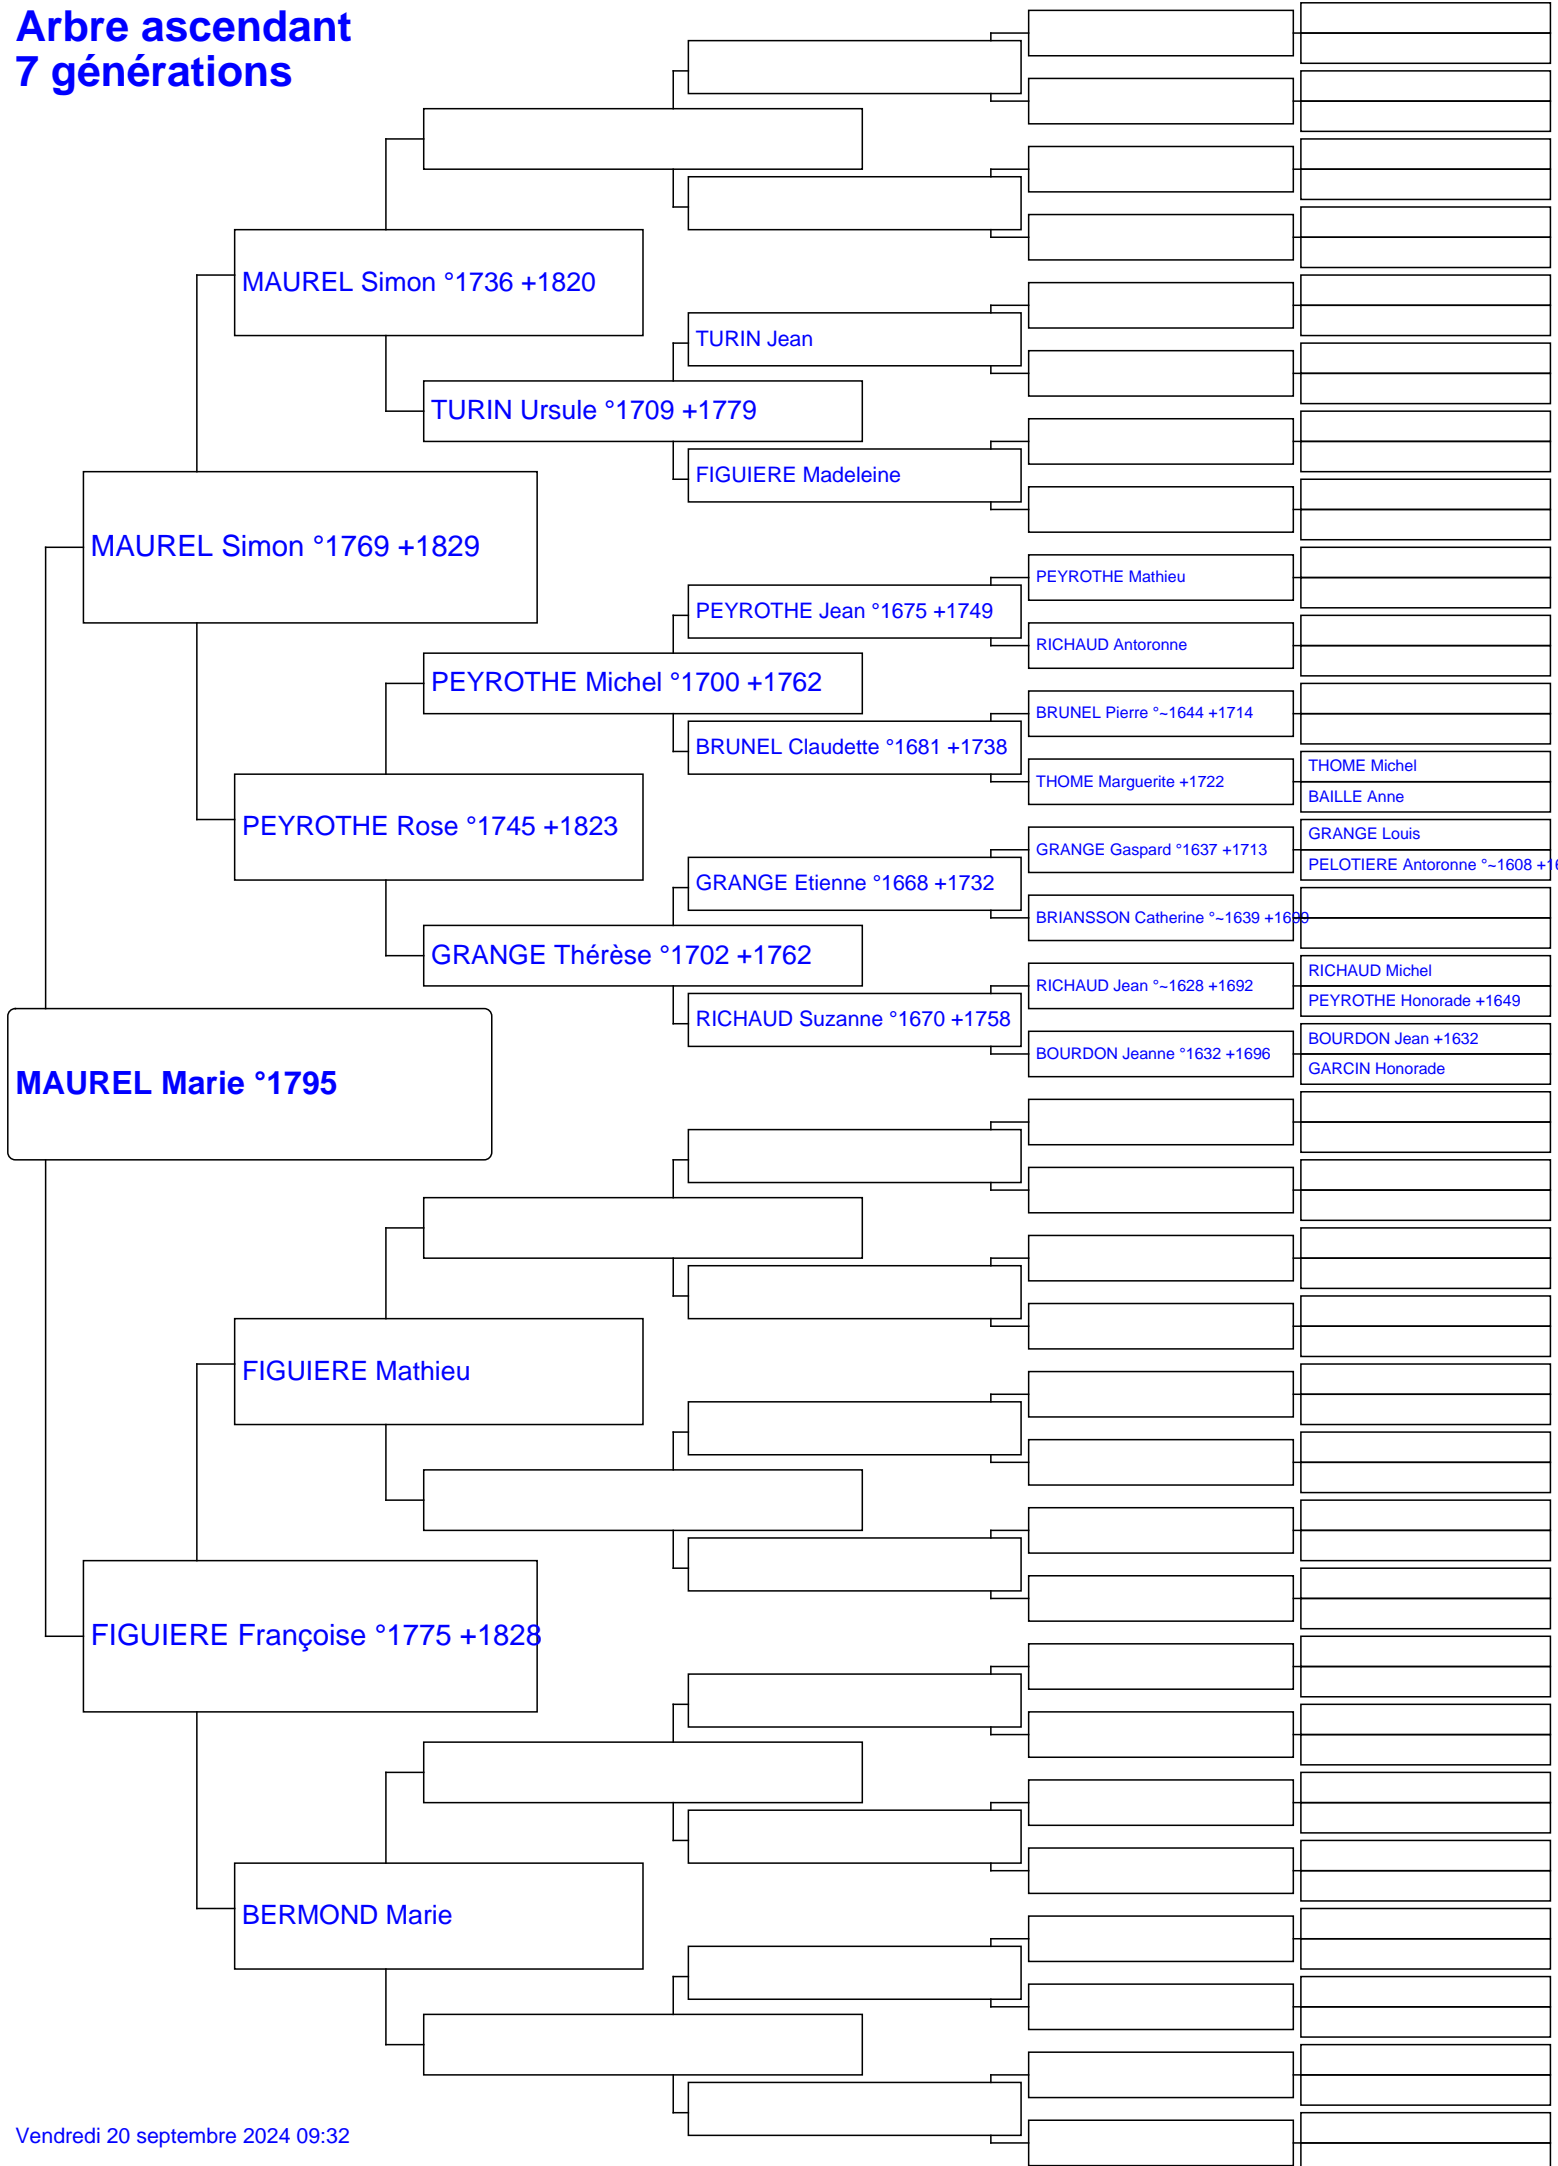 Arbre ascendant
7 générations
MAUREL Simon °1736 +1820
TURIN Jean
TURIN Ursule °1709 +1779
FIGUIERE Madeleine
MAUREL Simon °1769 +1829
PEYROTHE Mathieu
PEYROTHE Jean °1675 +1749
RICHAUD Antoronne
PEYROTHE Michel °1700 +1762
BRUNEL Pierre °~1644 +1714
BRUNEL Claudette °1681 +1738
THOME Michel
THOME Marguerite +1722
BAILLE Anne
PEYROTHE Rose °1745 +1823
GRANGE Louis
GRANGE Gaspard °1637 +1713
PELOTIERE Antoronne °~1608
GRANGE Etienne °1668 +1732
BRIANSSON Catherine °~1639 +1699
GRANGE Thérèse °1702 +1762
RICHAUD Michel
RICHAUD Jean °~1628 +1692
PEYROTHE Honorade +1649
RICHAUD Suzanne °1670 +1758
BOURDON Jean +1632
BOURDON Jeanne °1632 +1696
GARCIN Honorade
MAUREL Marie °1795
FIGUIERE Mathieu
FIGUIERE Françoise °1775 +1828
BERMOND Marie
Vendredi 20 septembre 2024 09:32